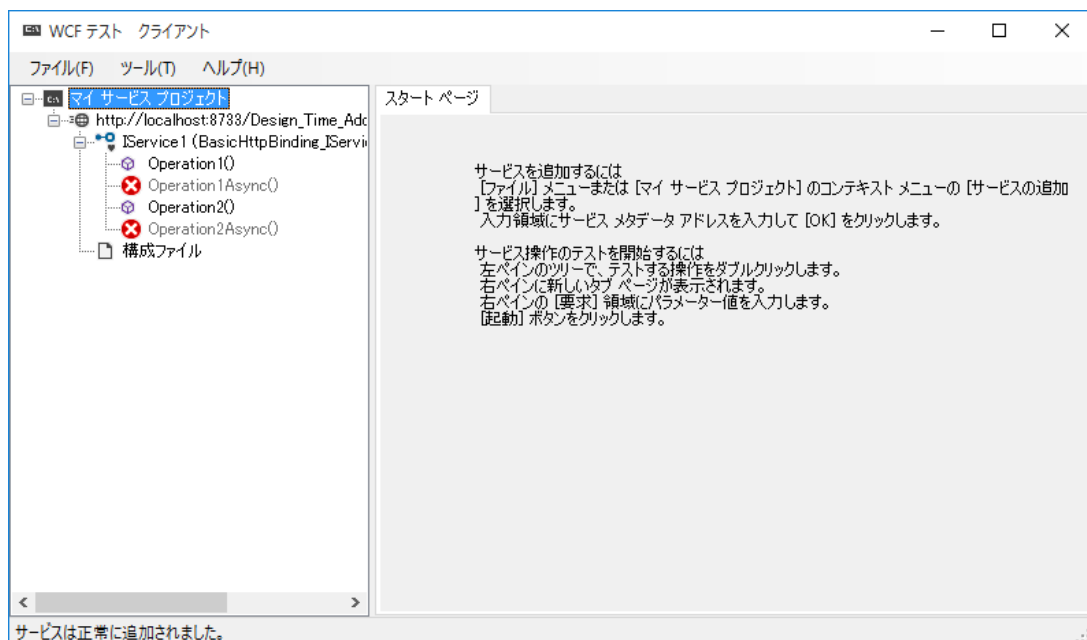 WCF テスト クライアント
ファイル(F) ツール(T) ヘルプ(H)
マイ サービス プロジェクト
http://localhost:8733/Design_Time_Adc
IService1 (BasicHttpBinding_IServi
Operation1()
Operation1Async()
Operation2()
Operation2Async()
構成ファイル
スタート ページ
サービスを追加するには
[ファイル] メニューまたは [マイ サービス プロジェクト] のコンテキスト メニューの [サービスの追加
] を選択します。
入力領域にサービス メタデータ アドレスを入力して [OK] をクリックします。
サービス操作のテストを開始するには
左ペインのツリーで、テストする操作をダブルクリックします。
右ペインに新しいタブ ページが表示されます。
右ペインの [要求] 領域にパラメーター値を入力します。
[起動] ボタンをクリックします。
サービスは正常に追加されました。